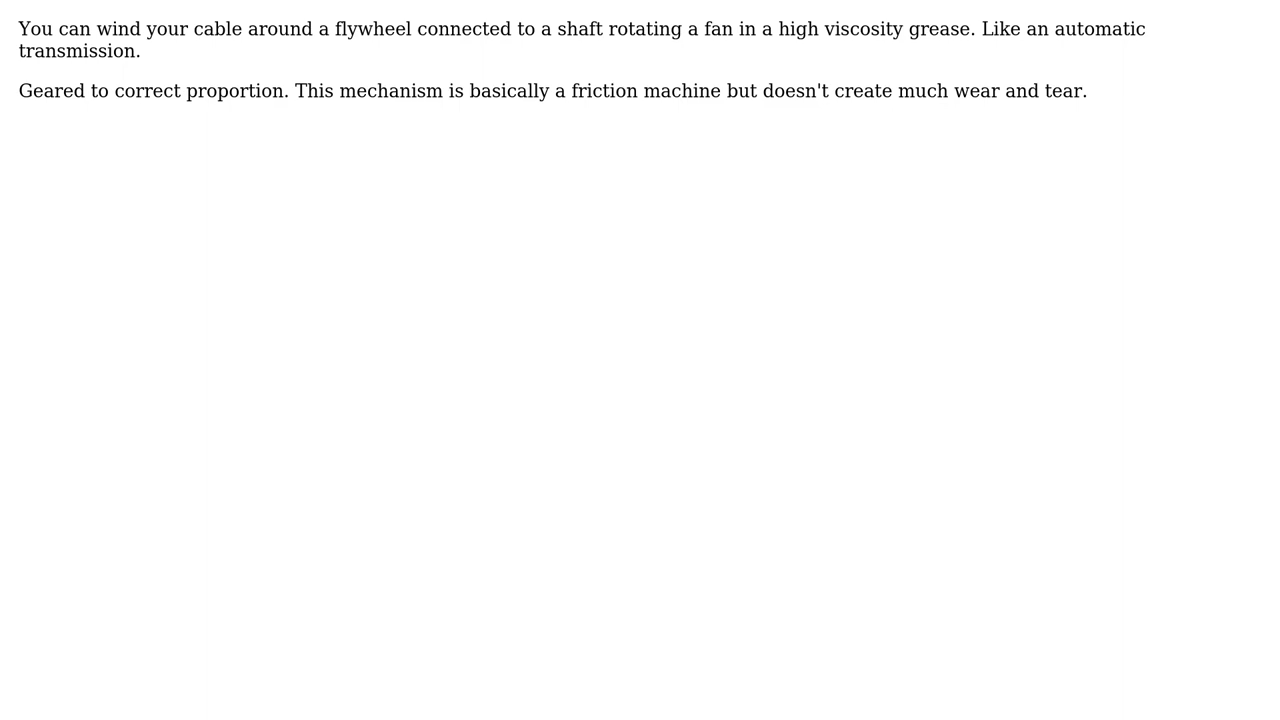 You can wind your cable around a flywheel connected to a shaft rotating a fan in a high viscosity grease. Like an automatic
transmission.
Geared to correct proportion. This mechanism is basically a friction machine but doesn't create much wear and tear.